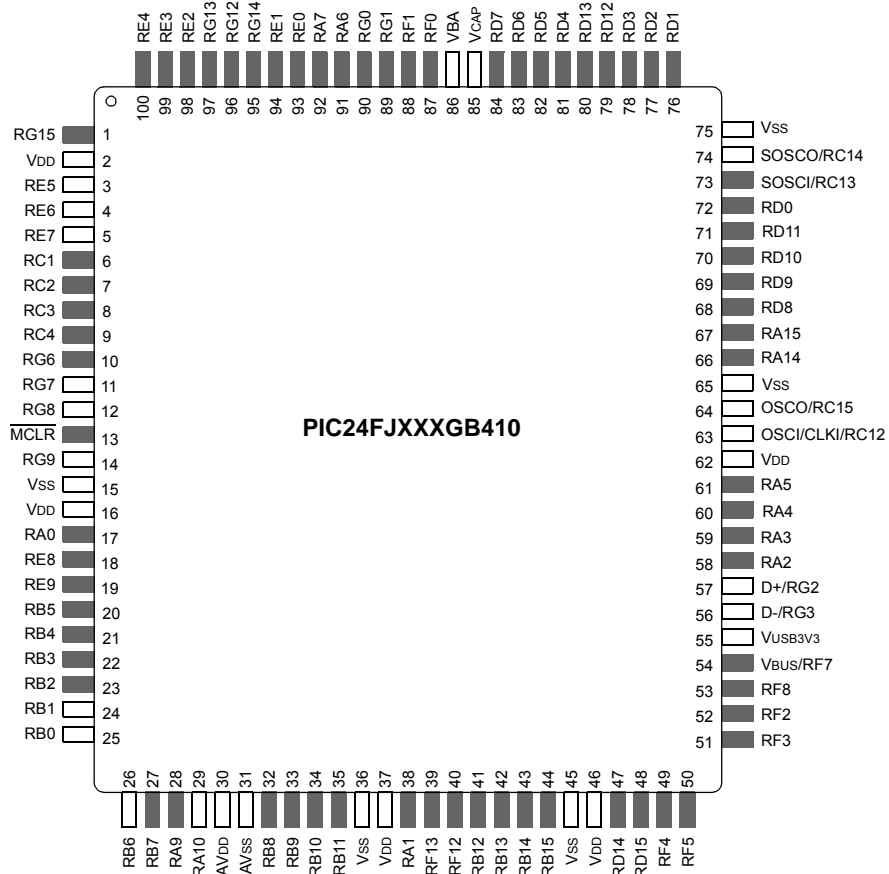 RE4 RE3 RE2 RG13 RG12 RG14 RE1 RE0 RA7 RA6 RG0 RG1 RF1 RF0 VBA VCAP RD7 RD6 RD5 RD4 RD13 RD12 RD3 RD2 RD1
100 99 98 97 96 95 94 93 92 91 90 89 88 87 86 85 84 83 82 81 80 79 78 77 76
RG15 1
VDD 2
RE5 3
RE6 4
RE7 5
RC1 6
RC2 7
RC3 8
RC4 9
RG6 10
RG7 11
RG8 12
MCLR 13
RG9 14
VSS 15
VDD 16
RA0 17
RE8 18
RE9 19
RB5 20
RB4 21
RB3 22
RB2 23
RB1 24
RB0 25
PIC24FJXXXGB410
75 VSS
74 SOSCO/RC14
73 SOSCI/RC13
72 RD0
71 RD11
70 RD10
69 RD9
68 RD8
67 RA15
66 RA14
65 VSS
64 OSCO/RC15
63 OSCI/CLKI/RC12
62 VDD
61 RA5
60 RA4
59 RA3
58 RA2
57 D+/RG2
56 D-/RG3
55 VUSB3V3
54 VBUS/RF7
53 RF8
52 RF2
51 RF3
26 27 28 29 30 31 32 33 34 35 36 37 38 39 40 41 42 43 44 45 46 47 48 49 50
RB6 RB7 RA9 RA10 AVDD AVSS RB8 RB9 RB10 RB11 VSS VDD RA1 RF13 RF12 RB12 RB13 RB14 RB15 VSS VDD RD14 RD15 RF4 RF5